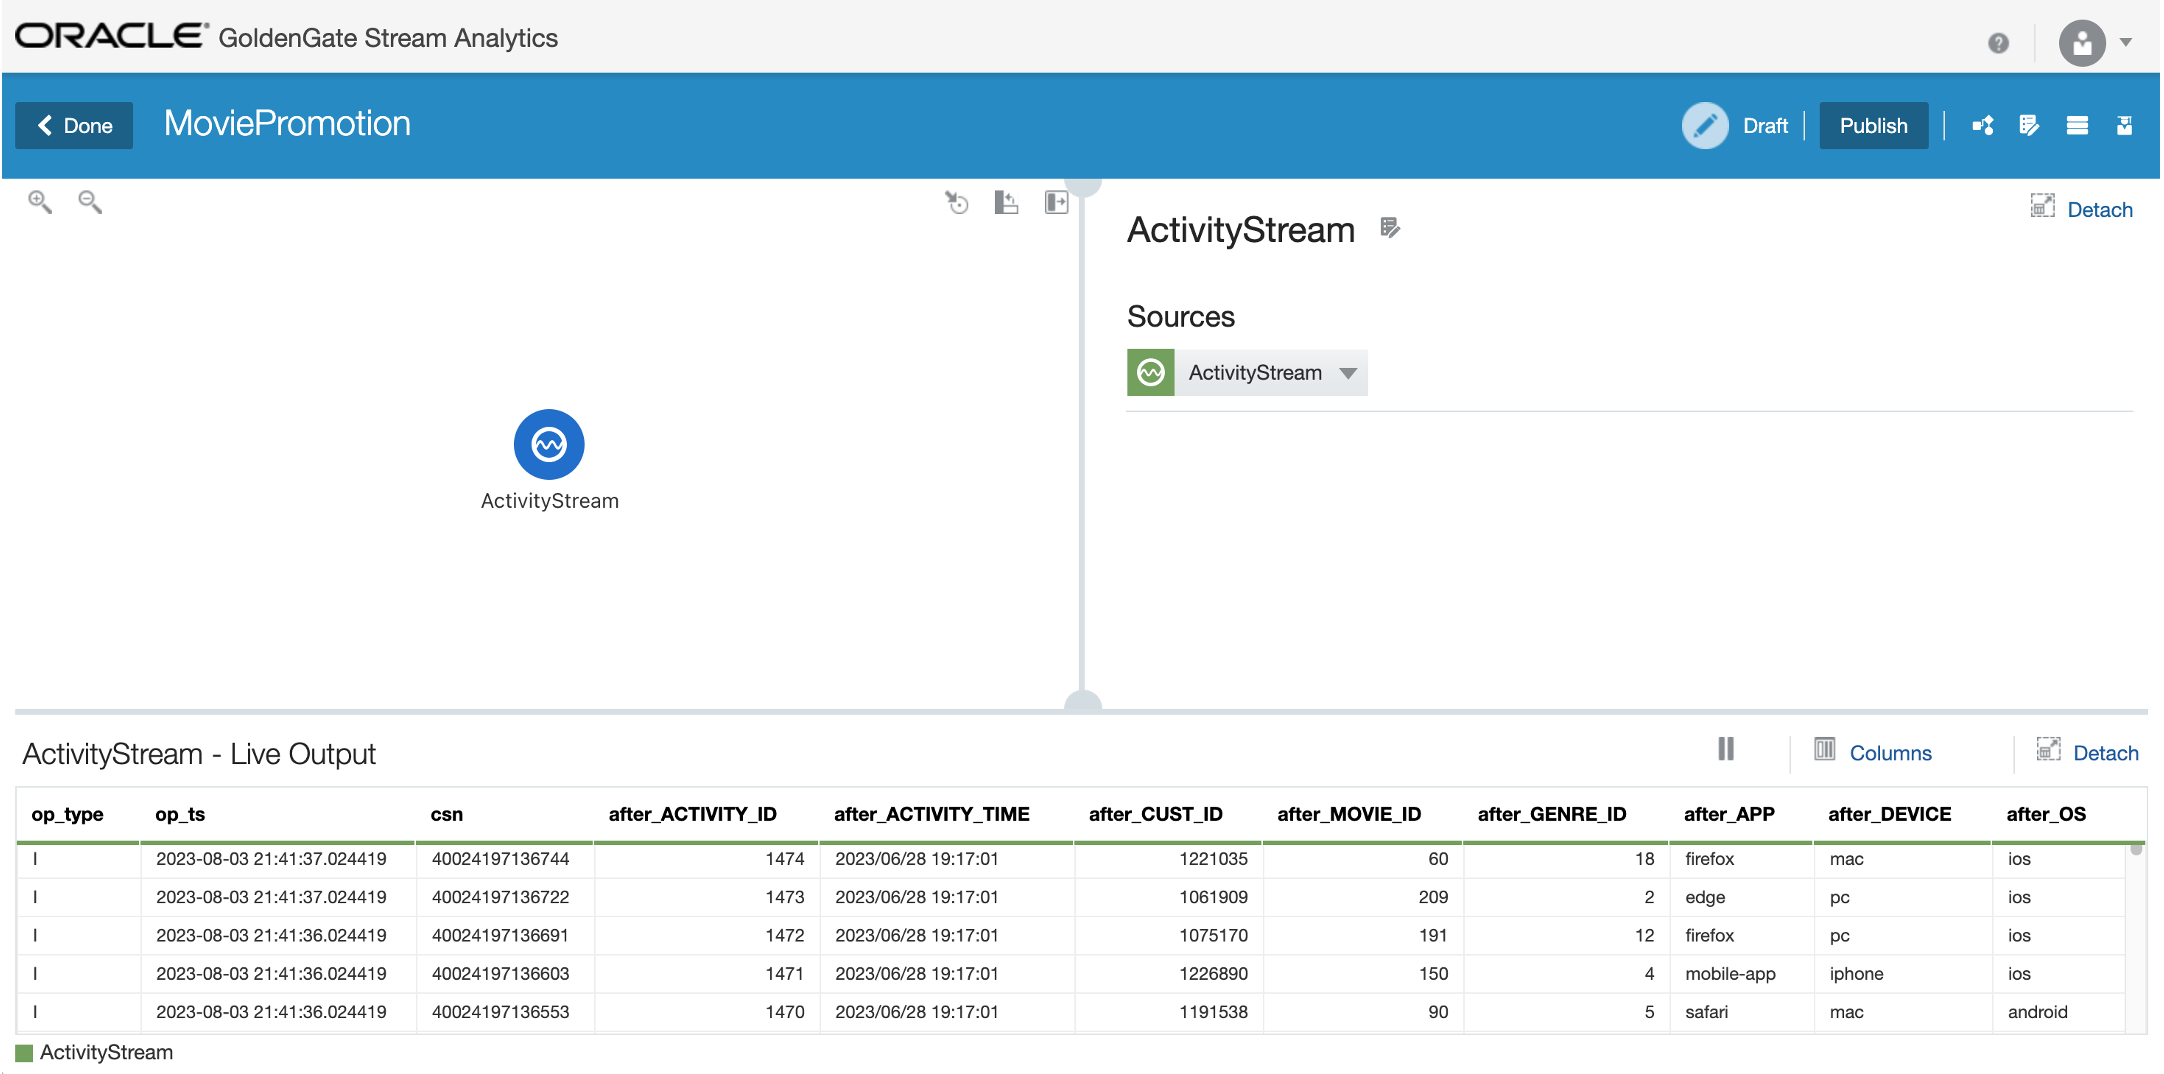 ORACLE GoldenGate Stream Analytics
Done MoviePromotion Draft Publish
ActivityStream Detach
Sources
ActivityStream
ActivityStream
ActivityStream - Live Output Columns Detach
op_type op_ts csn after_ACTIVITY_ID after_ACTIVITY_TIME after_CUST_ID after_MOVIE_ID after_GENRE_ID after_APP after_DEVICE after_OS
I 2023-08-03 21:41:37.024419 40024197136744 1474 2023/06/28 19:17:01 1221035 60 18 firefox mac ios
I 2023-08-03 21:41:37.024419 40024197136722 1473 2023/06/28 19:17:01 1061909 209 2 edge pc ios
I 2023-08-03 21:41:36.024419 40024197136691 1472 2023/06/28 19:17:01 1075170 191 12 firefox pc ios
I 2023-08-03 21:41:36.024419 40024197136603 1471 2023/06/28 19:17:01 1226890 150 4 mobile-app iphone ios
I 2023-08-03 21:41:36.024419 40024197136553 1470 2023/06/28 19:17:01 1191538 90 5 safari mac android
ActivityStream